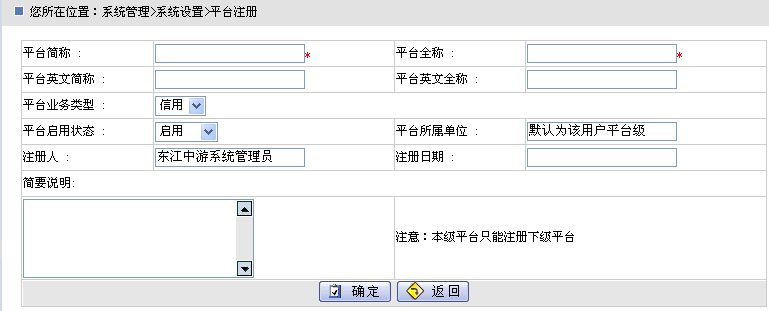 您所在位置：系统管理>系统设置>平台注册
平台简称 : * 平台全称 : *
平台英文简称 : 平台英文全称 :
平台业务类型 : 信用
平台启用状态 : 启用 平台所属单位 : 默认为该用户平台级
注册人 : 东江中游系统管理员 注册日期 :
简要说明:
注意：本级平台只能注册下级平台
确定 返回